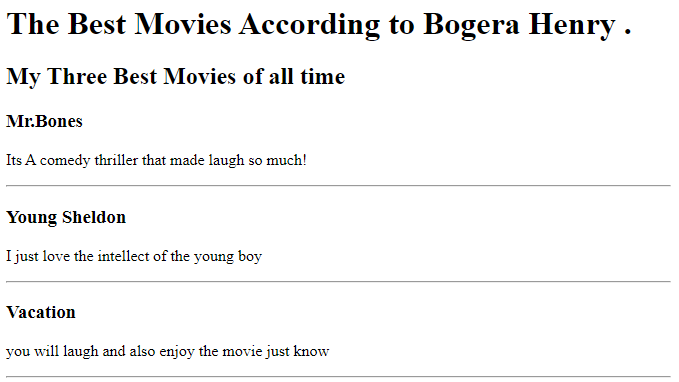 The Best Movies According to Bogera Henry .
My Three Best Movies of all time
Mr.Bones
Its A comedy thriller that made laugh so much!
Young Sheldon
I just love the intellect of the young boy
Vacation
you will laugh and also enjoy the movie just know